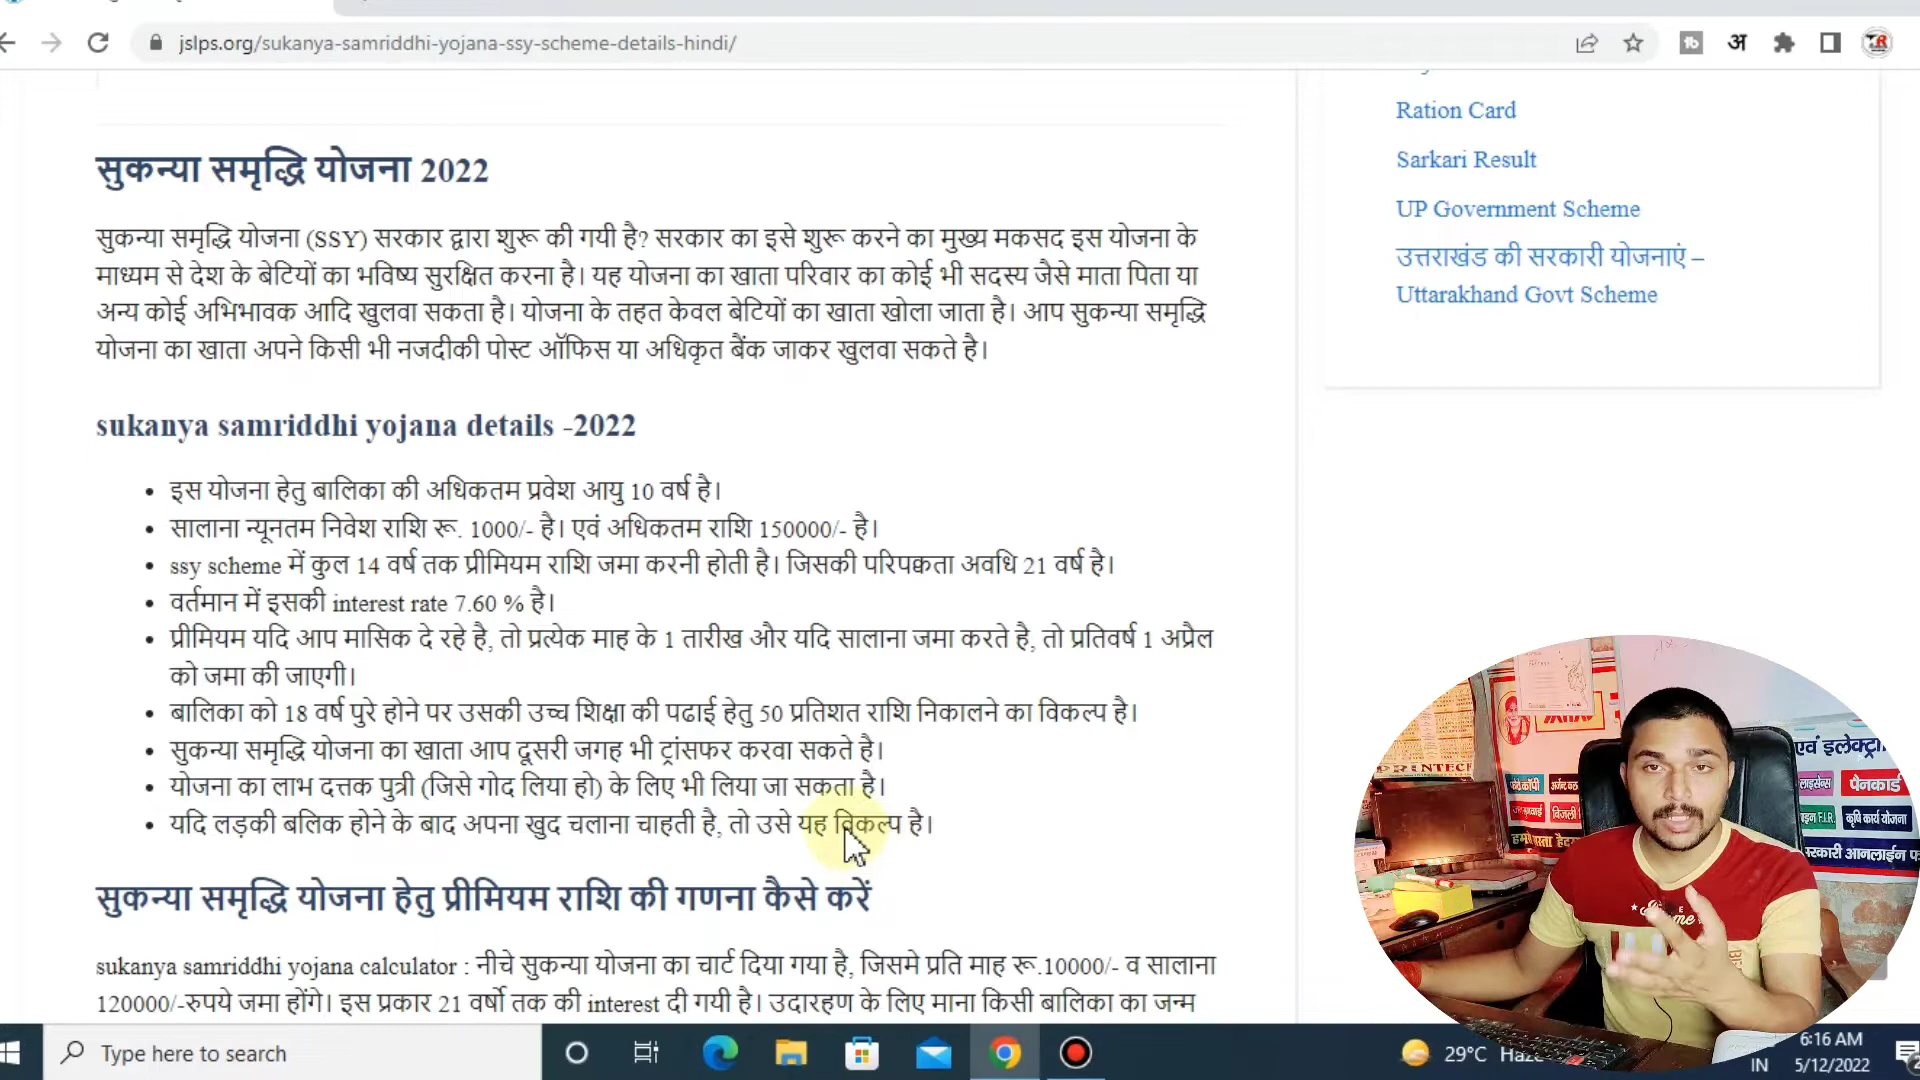 jslps.org/sukanya-samriddhi-yojana-ssy-scheme-details-hindi/
अ
Ration Card
Sarkari Result
UP Government Scheme
उत्तराखंड की सरकारी योजनाएं –
Uttarakhand Govt Scheme
सुकन्या समृद्धि योजना 2022
सुकन्या समृद्धि योजना (SSY) सरकार द्वारा शुरू की गयी है? सरकार का इसे शुरू करने का मुख्य मकसद इस योजना के
माध्यम से देश के बेटियों का भविष्य सुरक्षित करना है। यह योजना का खाता परिवार का कोई भी सदस्य जैसे माता पिता या
अन्य कोई अभिभावक आदि खुलवा सकता है। योजना के तहत केवल बेटियों का खाता खोला जाता है। आप सुकन्या समृद्धि
योजना का खाता अपने किसी भी नजदीकी पोस्ट ऑफिस या अधिकृत बैंक जाकर खुलवा सकते है।
sukanya samriddhi yojana details -2022
• इस योजना हेतु बालिका की अधिकतम प्रवेश आयु 10 वर्ष है।
• सालाना न्यूनतम निवेश राशि रू. 1000/- है। एवं अधिकतम राशि 150000/- है।
• ssy scheme में कुल 14 वर्ष तक प्रीमियम राशि जमा करनी होती है। जिसकी परिपक्वता अवधि 21 वर्ष है।
• वर्तमान में इसकी interest rate 7.60 % है।
• प्रीमियम यदि आप मासिक दे रहे है, तो प्रत्येक माह के 1 तारीख और यदि सालाना जमा करते है, तो प्रतिवर्ष 1 अप्रैल
को जमा की जाएगी।
• बालिका को 18 वर्ष पुरे होने पर उसकी उच्च शिक्षा की पढाई हेतु 50 प्रतिशत राशि निकालने का विकल्प है।
• सुकन्या समृद्धि योजना का खाता आप दूसरी जगह भी ट्रांसफर करवा सकते है।
• योजना का लाभ दत्तक पुत्री (जिसे गोद लिया हो) के लिए भी लिया जा सकता है।
• यदि लड़की बलिक होने के बाद अपना खुद चलाना चाहती है, तो उसे यह विकल्प है।
सुकन्या समृद्धि योजना हेतु प्रीमियम राशि की गणना कैसे करें
sukanya samriddhi yojana calculator : नीचे सुकन्या योजना का चार्ट दिया गया है, जिसमे प्रति माह रू.10000/- व सालाना
120000/-रुपये जमा होंगे। इस प्रकार 21 वर्षो तक की interest दी गयी है। उदारहण के लिए माना किसी बालिका का जन्म
एवं इलेक्ट्रा
पैनकार्ड
कृषि कार्य योजना
सरकारी आनलाईन
Type here to search
29°C
IN
6:16 AM
5/12/2022